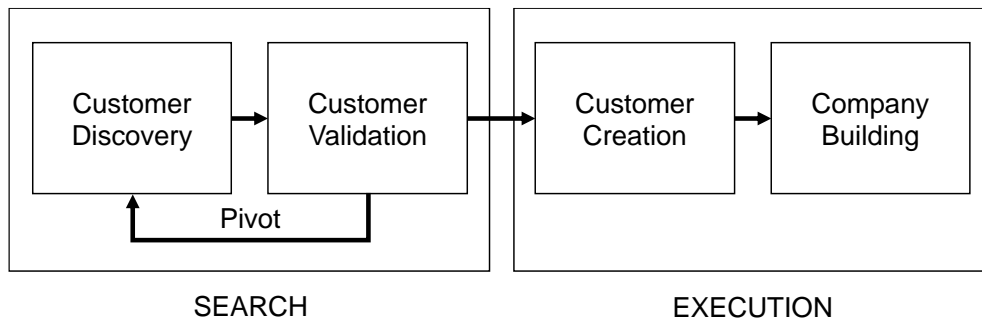 Customer
Discovery
Customer
Validation
Customer
Creation
Company
Building
Pivot
SEARCH
EXECUTION